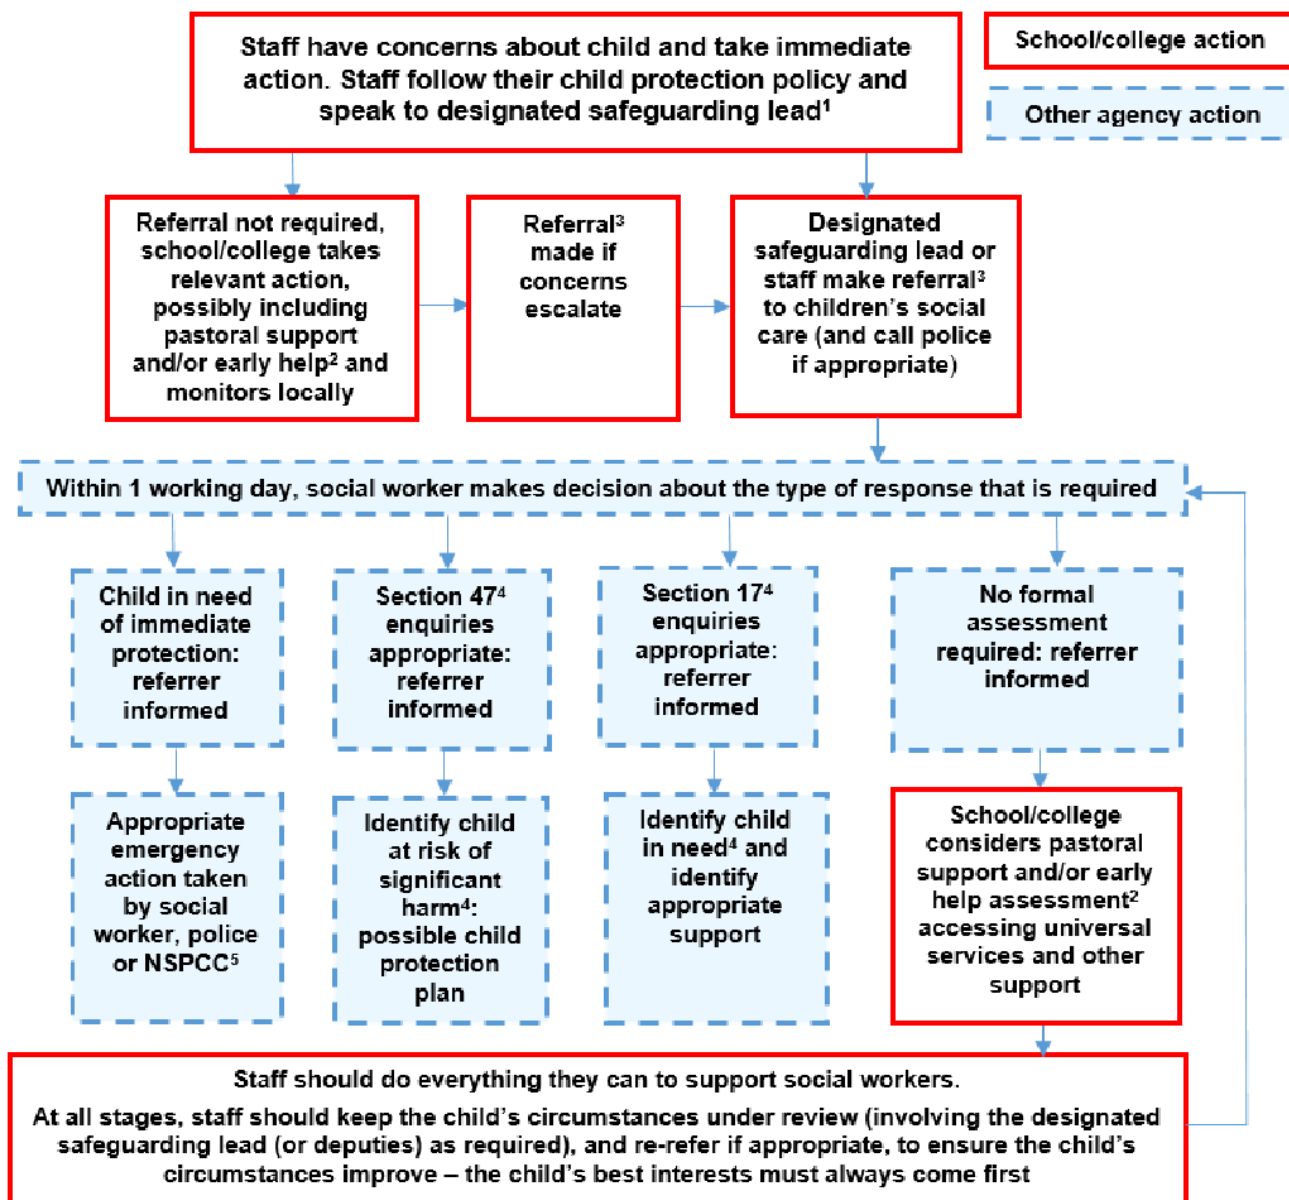 Staff have concerns about child and take immediate
action. Staff follow their child protection policy and
speak to designated safeguarding lead¹
School/college action
Other agency action
Referral not required,
school/college takes
relevant action,
possibly including
pastoral support
and/or early help² and
monitors locally
Referral³
made if
concerns
escalate
Designated
safeguarding lead or
staff make referral³
to children’s social
care (and call police
if appropriate)
Within 1 working day, social worker makes decision about the type of response that is required
Child in need
of immediate
protection:
referrer
informed
Section 47⁴
enquiries
appropriate:
referrer
informed
Section 17⁴
enquiries
appropriate:
referrer
informed
No formal
assessment
required: referrer
informed
Appropriate
emergency
action taken
by social
worker, police
or NSPCC⁵
Identify child
at risk of
significant
harm⁴:
possible child
protection
plan
Identify child
in need⁴ and
identify
appropriate
support
School/college
considers pastoral
support and/or early
help assessment²
accessing universal
services and other
support
Staff should do everything they can to support social workers.
At all stages, staff should keep the child’s circumstances under review (involving the designated
safeguarding lead (or deputies) as required), and re-refer if appropriate, to ensure the child’s
circumstances improve – the child’s best interests must always come first